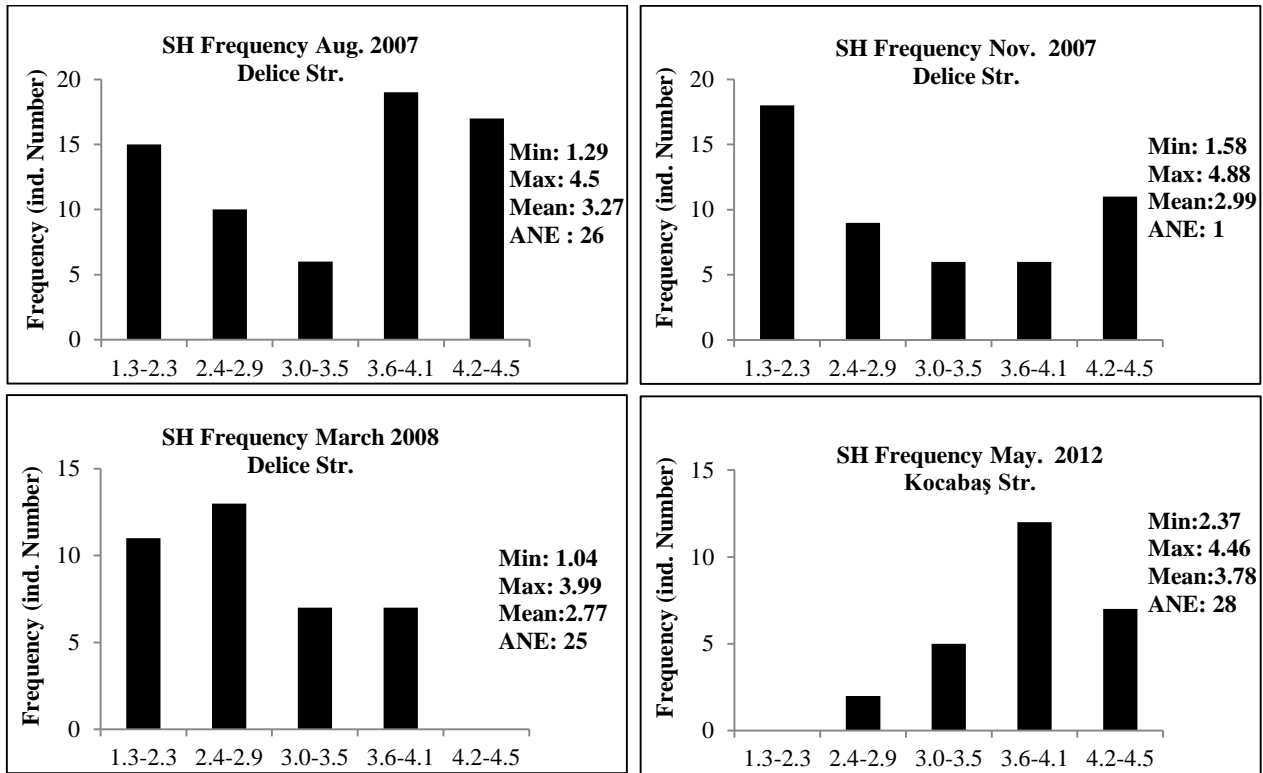 SH Frequency Aug. 2007
Delice Str.
Frequency (ind. Number)
20
15
10
5
0
1.3-2.3 2.4-2.9 3.0-3.5 3.6-4.1 4.2-4.5
Min: 1.29
Max: 4.5
Mean: 3.27
ANE : 26
SH Frequency Nov. 2007
Delice Str.
Frequency (ind. Number)
20
15
10
5
0
1.3-2.3 2.4-2.9 3.0-3.5 3.6-4.1 4.2-4.5
Min: 1.58
Max: 4.88
Mean:2.99
ANE: 1
SH Frequency March 2008
Delice Str.
Frequency (ind. Number)
15
10
5
0
1.3-2.3 2.4-2.9 3.0-3.5 3.6-4.1 4.2-4.5
Min: 1.04
Max: 3.99
Mean:2.77
ANE: 25
SH Frequency May. 2012
Kocabaş Str.
Frequency (ind. Number)
15
10
5
0
1.3-2.3 2.4-2.9 3.0-3.5 3.6-4.1 4.2-4.5
Min:2.37
Max: 4.46
Mean:3.78
ANE: 28